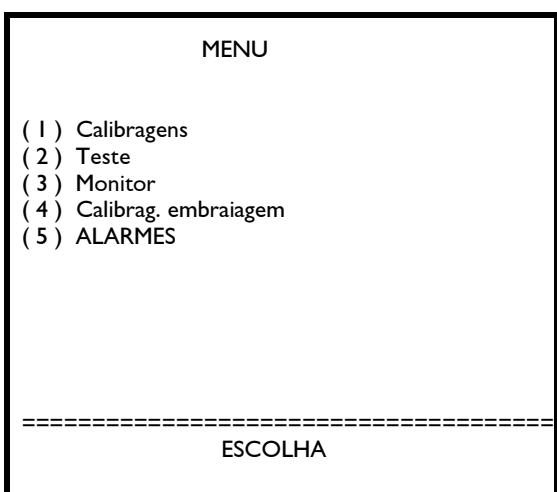 MENU
( 1 ) Calibragens
( 2 ) Teste
( 3 ) Monitor
( 4 ) Calibrag. embraiagem
( 5 ) ALARMES
======================================
ESCOLHA